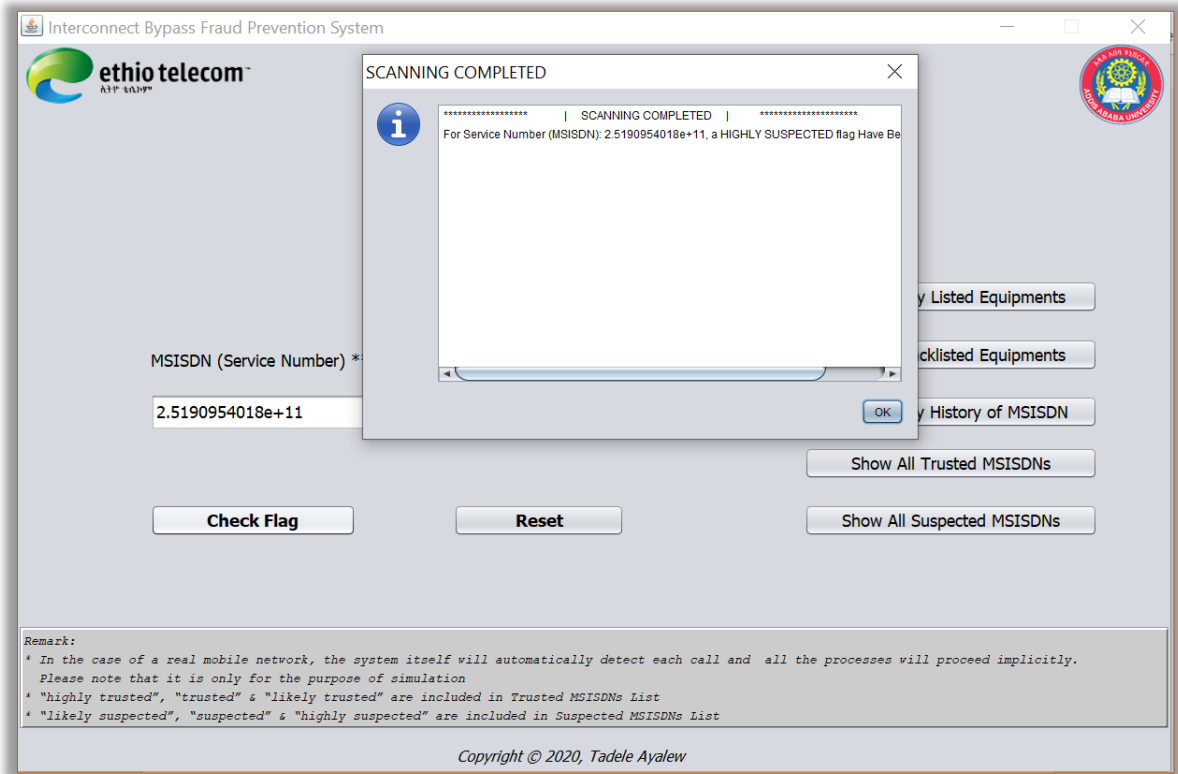 Interconnect Bypass Fraud Prevention System
ethio telecom
ኢትዮ ቴሌኮም
SCANNING COMPLETED
****************** | SCANNING COMPLETED | *********************
For Service Number (MSISDN): 2.5190954018e+11, a HIGHLY SUSPECTED flag Have Be
OK
ADDIS ABABA UNIVERSITY
y Listed Equipments
MSISDN (Service Number) *
cklisted Equipments
2.5190954018e+11
y History of MSISDN
Show All Trusted MSISDNs
Check Flag
Reset
Show All Suspected MSISDNs
Remark:
* In the case of a real mobile network, the system itself will automatically detect each call and all the processes will proceed implicitly.
Please note that it is only for the purpose of simulation
* "highly trusted", "trusted" & "likely trusted" are included in Trusted MSISDNs List
* "likely suspected", "suspected" & "highly suspected" are included in Suspected MSISDNs List
Copyright © 2020, Tadele Ayalew